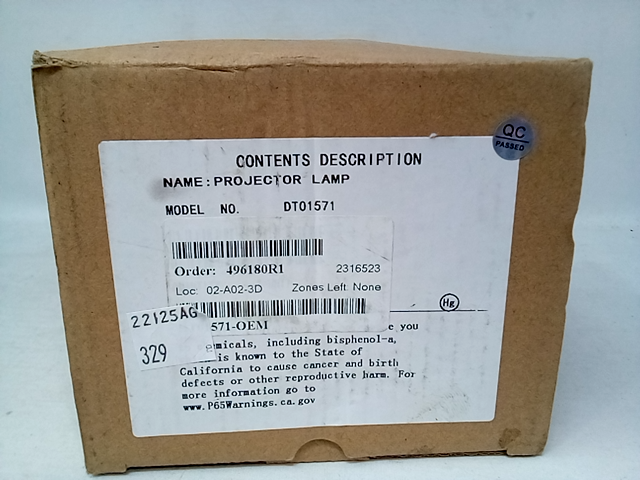 QC
PASSED
CONTENTS DESCRIPTION
NAME:PROJECTOR LAMP
MODEL NO. DT01571
Order: 496180R1 2316523
Loc: 02-A02-3D Zones Left: None
Hg
22125AG
571-OEM
e you
329
emicals, including bisphenol-a,
is known to the State of
California to cause cancer and birth
defects or other reproductive harm. For
more information go to
www.P65Warnings.ca.gov